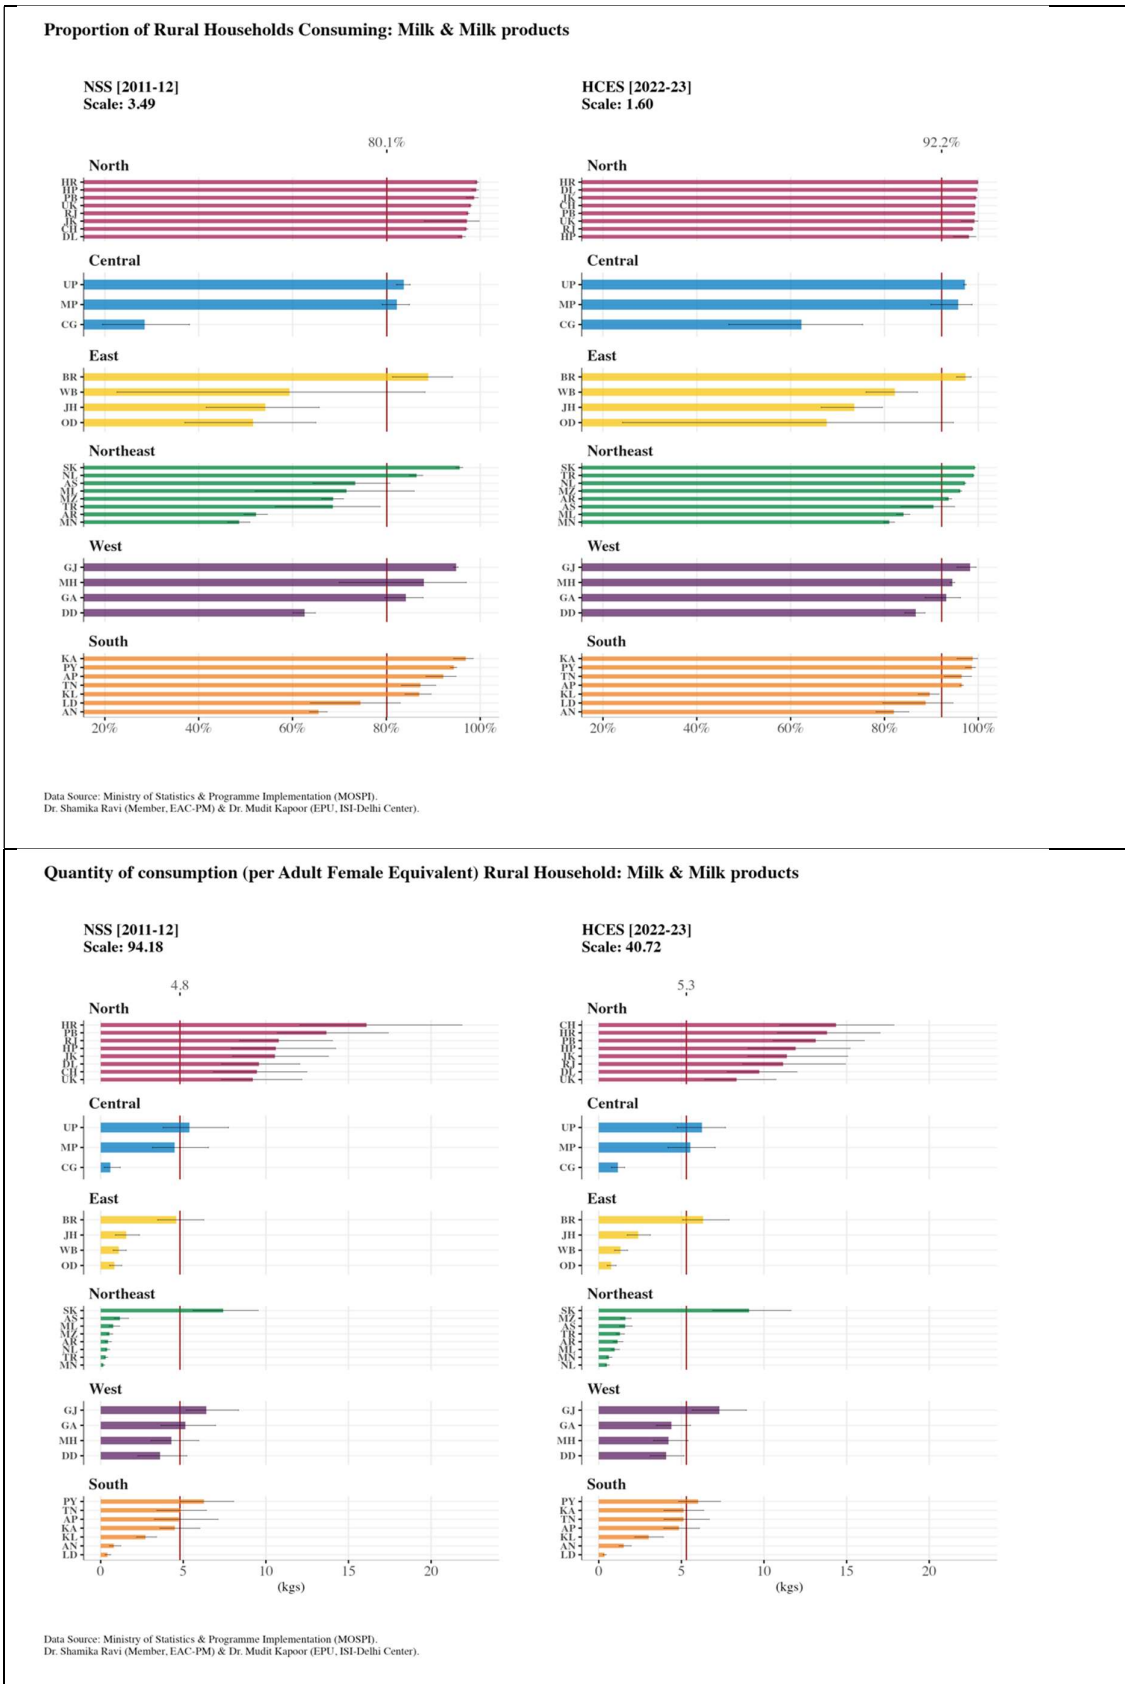 Proportion of Rural Households Consuming: Milk & Milk products
NSS [2011-12]
Scale: 3.49
80.1%
North
HR
HP
PB
UK
RJ
JK
CH
DL
Central
UP
MP
CG
East
BR
WB
JH
OD
Northeast
SK
NL
AS
ML
MZ
TR
AR
MN
West
GJ
MH
GA
DD
South
KA
PY
AP
TN
KL
LD
AN
20% 40% 60% 80% 100%
HCES [2022-23]
Scale: 1.60
92.2%
North
HR
DL
JK
CH
PB
UK
RJ
HP
Central
UP
MP
CG
East
BR
WB
JH
OD
Northeast
SK
TR
NL
MZ
AR
AS
ML
MN
West
GJ
MH
GA
DD
South
KA
PY
TN
AP
KL
LD
AN
20% 40% 60% 80% 100%
Data Source: Ministry of Statistics & Programme Implementation (MOSPI).
Dr. Shamika Ravi (Member, EAC-PM) & Dr. Mudit Kapoor (EPU, ISI-Delhi Center).
Quantity of consumption (per Adult Female Equivalent) Rural Household: Milk & Milk products
NSS [2011-12]
Scale: 94.18
4.8
North
HR
PB
RJ
HP
JK
DL
CH
UK
Central
UP
MP
CG
East
BR
JH
WB
OD
Northeast
SK
AS
ML
MZ
AR
NL
TR
MN
West
GJ
GA
MH
DD
South
PY
TN
AP
KA
KL
AN
LD
0 5 10 15 20
(kgs)
HCES [2022-23]
Scale: 40.72
5.3
North
CH
HR
PB
HP
JK
RJ
DL
UK
Central
UP
MP
CG
East
BR
JH
WB
OD
Northeast
SK
MZ
AS
TR
AR
ML
MN
NL
West
GJ
GA
MH
DD
South
PY
KA
TN
AP
KL
AN
LD
0 5 10 15 20
(kgs)
Data Source: Ministry of Statistics & Programme Implementation (MOSPI).
Dr. Shamika Ravi (Member, EAC-PM) & Dr. Mudit Kapoor (EPU, ISI-Delhi Center).